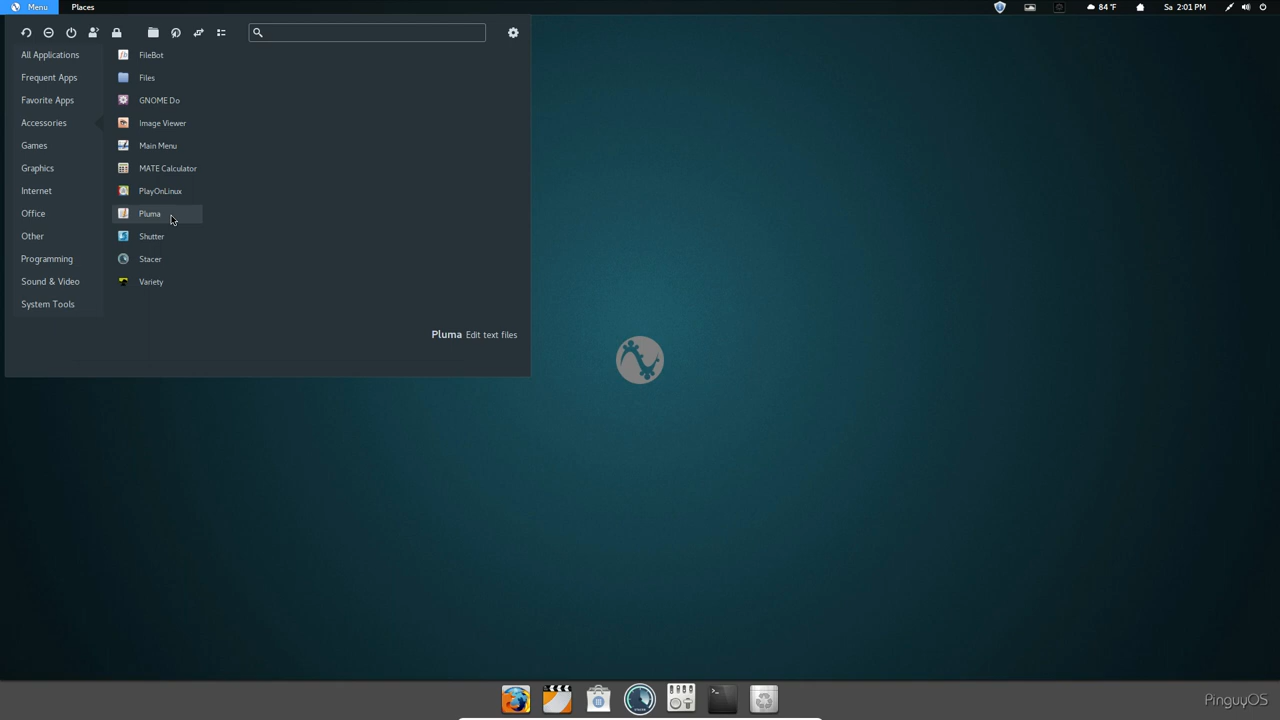 Menu Places 84 °F Sa 2:01 PM
All Applications
Frequent Apps
Favorite Apps
Accessories
Games
Graphics
Internet
Office
Other
Programming
Sound & Video
System Tools
FileBot
Files
GNOME Do
Image Viewer
Main Menu
MATE Calculator
PlayOnLinux
Pluma
Shutter
Stacer
Variety
Pluma Edit text files
PinguyOS